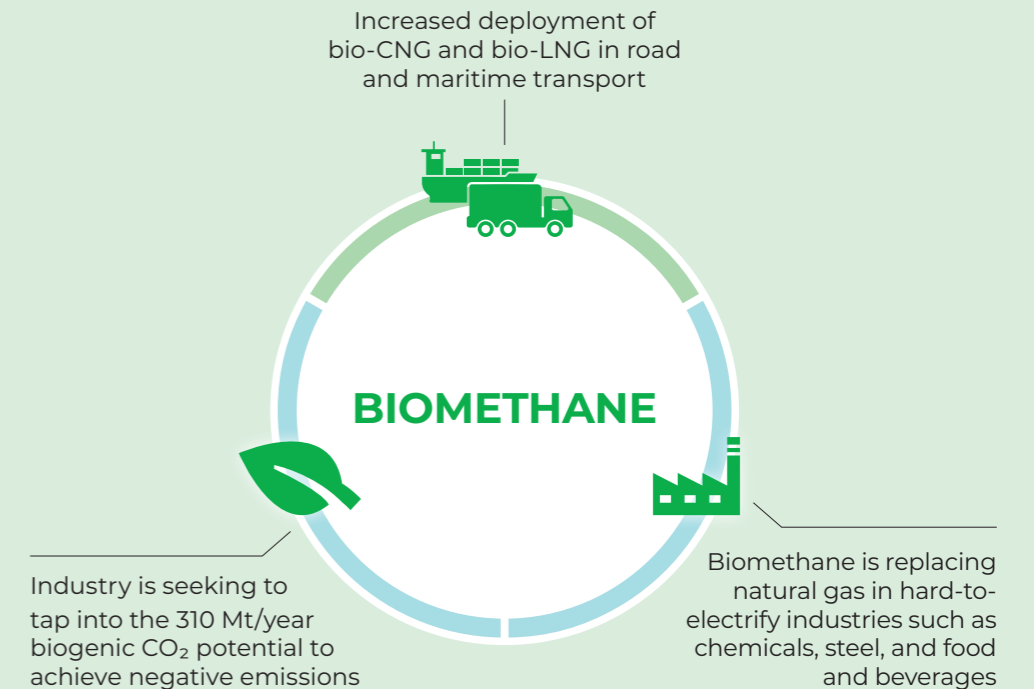 Increased deployment of
bio-CNG and bio-LNG in road
and maritime transport
BIOMETHANE
Industry is seeking to
tap into the 310 Mt/year
biogenic CO₂ potential to
achieve negative emissions
Biomethane is replacing
natural gas in hard-to-
electrify industries such as
chemicals, steel, and food
and beverages